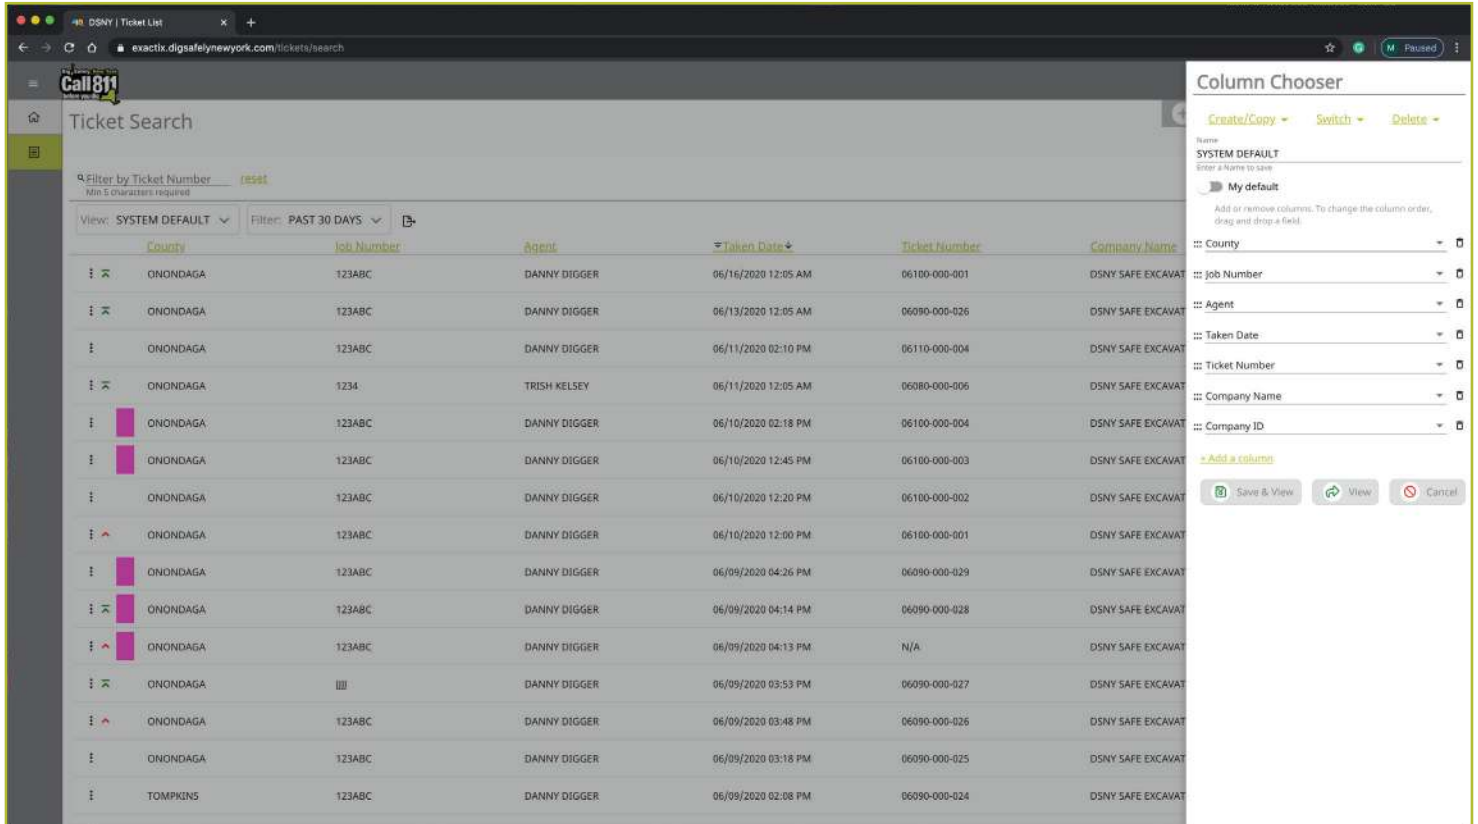 DSNY | Ticket List
exactix.digsafelynewyork.com/tickets/search
M Paused
Call 811
before you dig
Ticket Search
Filter by Ticket Number reset
Min 5 characters required
View: SYSTEM DEFAULT Filter: PAST 30 DAYS
County Job Number Agent Taken Date Ticket Number Company Name
ONONDAGA 123ABC DANNY DIGGER 06/16/2020 12:05 AM 06100-000-001 DSNY SAFE EXCAVAT
ONONDAGA 123ABC DANNY DIGGER 06/13/2020 12:05 AM 06090-000-026 DSNY SAFE EXCAVAT
ONONDAGA 123ABC DANNY DIGGER 06/11/2020 02:10 PM 06110-000-004 DSNY SAFE EXCAVAT
ONONDAGA 1234 TRISH KELSEY 06/11/2020 12:05 AM 06080-000-006 DSNY SAFE EXCAVAT
ONONDAGA 123ABC DANNY DIGGER 06/10/2020 02:18 PM 06100-000-004 DSNY SAFE EXCAVAT
ONONDAGA 123ABC DANNY DIGGER 06/10/2020 12:45 PM 06100-000-003 DSNY SAFE EXCAVAT
ONONDAGA 123ABC DANNY DIGGER 06/10/2020 12:20 PM 06100-000-002 DSNY SAFE EXCAVAT
ONONDAGA 123ABC DANNY DIGGER 06/10/2020 12:00 PM 06100-000-001 DSNY SAFE EXCAVAT
ONONDAGA 123ABC DANNY DIGGER 06/09/2020 04:26 PM 06090-000-029 DSNY SAFE EXCAVAT
ONONDAGA 123ABC DANNY DIGGER 06/09/2020 04:14 PM 06090-000-028 DSNY SAFE EXCAVAT
ONONDAGA 123ABC DANNY DIGGER 06/09/2020 04:13 PM N/A DSNY SAFE EXCAVAT
ONONDAGA JJJJ DANNY DIGGER 06/09/2020 03:53 PM 06090-000-027 DSNY SAFE EXCAVAT
ONONDAGA 123ABC DANNY DIGGER 06/09/2020 03:48 PM 06090-000-026 DSNY SAFE EXCAVAT
ONONDAGA 123ABC DANNY DIGGER 06/09/2020 03:18 PM 06090-000-025 DSNY SAFE EXCAVAT
TOMPKINS 123ABC DANNY DIGGER 06/09/2020 02:08 PM 06090-000-024 DSNY SAFE EXCAVAT
Column Chooser
Create/Copy Switch Delete
Name
SYSTEM DEFAULT
Enter a Name to save
My default
Add or remove columns. To change the column order,
drag and drop a field.
County
Job Number
Agent
Taken Date
Ticket Number
Company Name
Company ID
+ Add a column
Save & View View Cancel